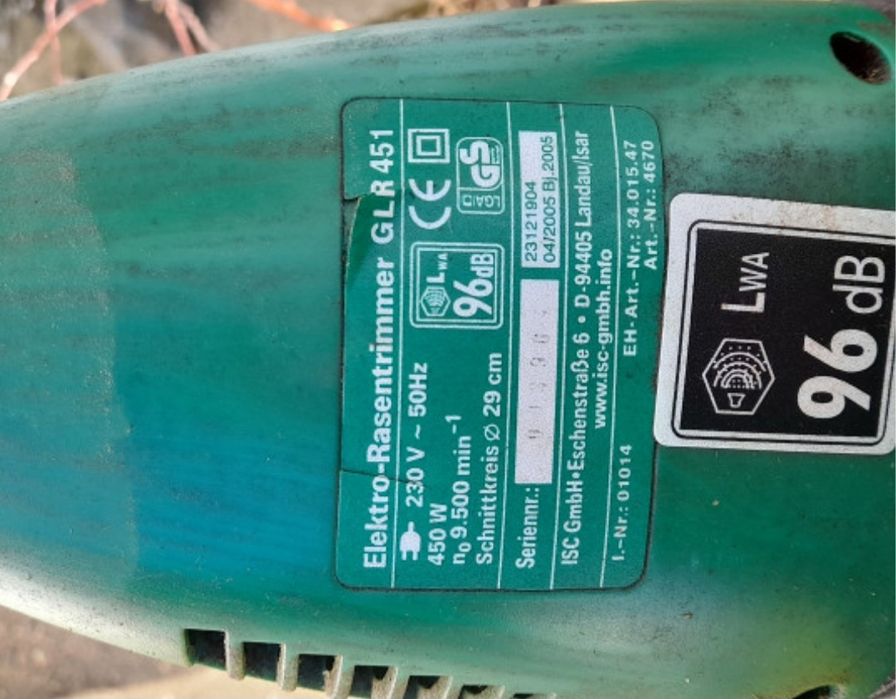 Elektro-Rasentrimmer GLR 451
230 V ~ 50Hz
450 W
n0 9.500 min-1
Schnittkreis Ø 29 cm
LWA
96dB
CE
GS
Seriennr.:
23121904
04/2005 Bj.2005
ISC GmbH•Eschenstraße 6 • D-94405 Landau/Isar
www.isc-gmbh.info
I.-Nr.: 01014
EH-Art.-Nr.: 34.015.47
Art.-Nr.: 4670
LWA
96 dB